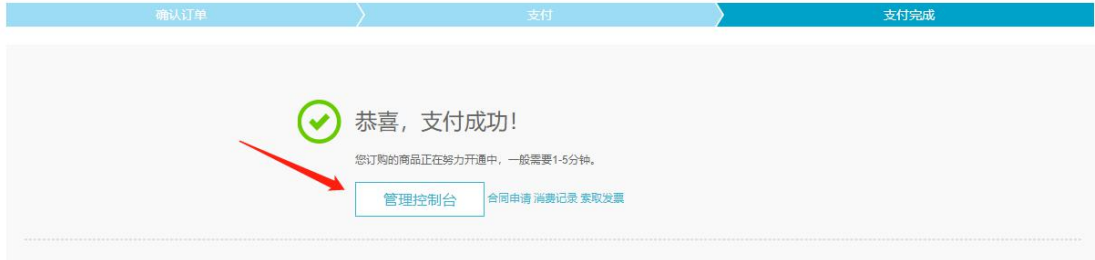 确认订单 支付 支付完成
恭喜，支付成功！
您订购的商品正在努力开通中，一般需要1-5分钟。
管理控制台 合同申请 消费记录 索取发票